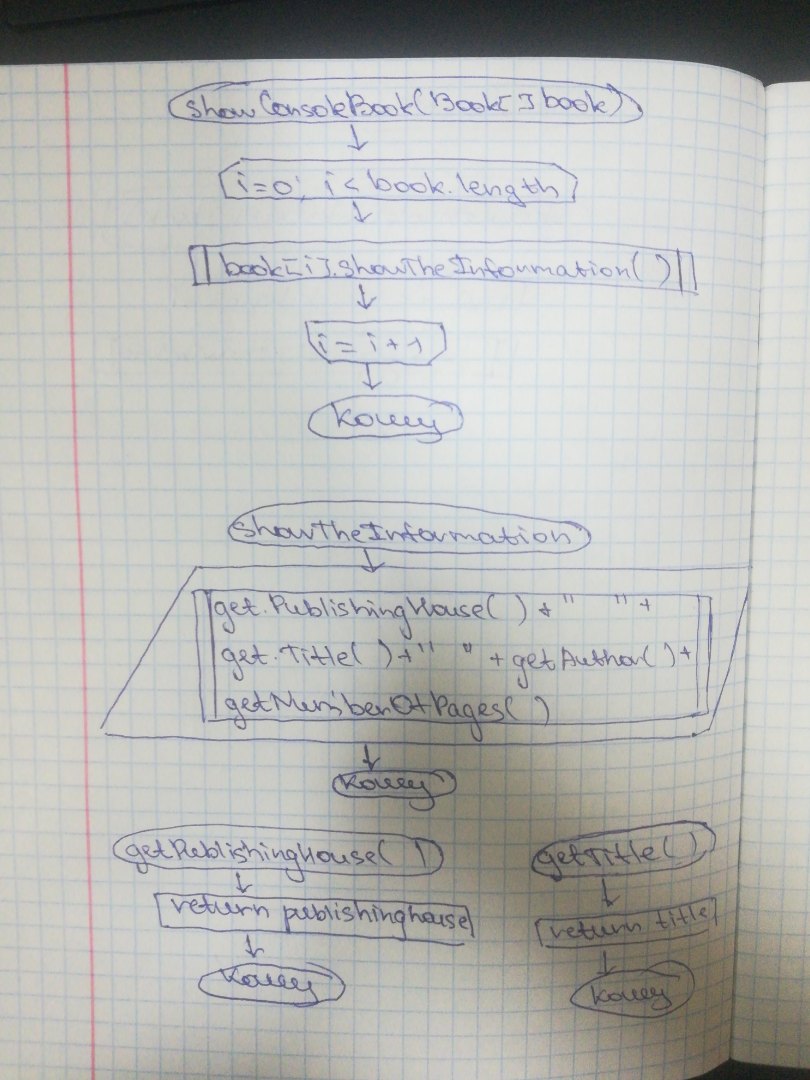 showConsoleBook(Book[] book)
i=0; i < book.length
book[i].showTheInformation()
i = i + 1
конец
showTheInformation
get.PublishingHouse() + " " +
get.Title() + " " + getAuthor() +
getNumberOfPages()
конец
getPublishingHouse()
return publishinghouse
конец
getTitle()
return title
конец